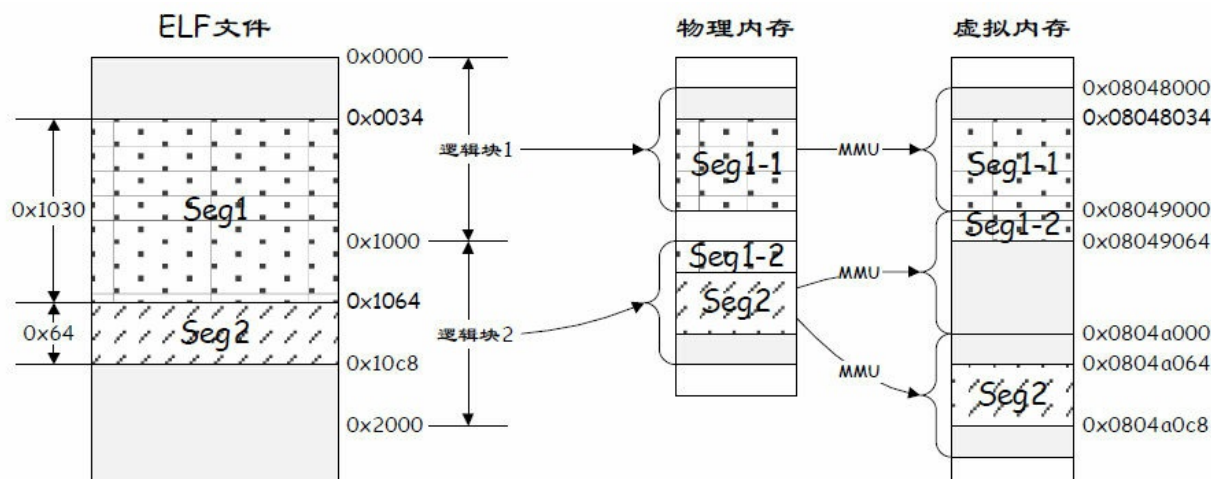 ELF文件
物理内存
虚拟内存
0x0000
0x08048000
0x0034
0x08048034
逻辑块1
MMU
Seg1-1
Seg1-1
0x1030
Seg1
0x08049000
Seg1-2
0x1000
0x08049064
Seg1-2
MMU
Seg2
0x1064
0x64
Seg2
逻辑块2
0x0804a000
0x10c8
MMU
0x0804a064
Seg2
0x2000
0x0804a0c8